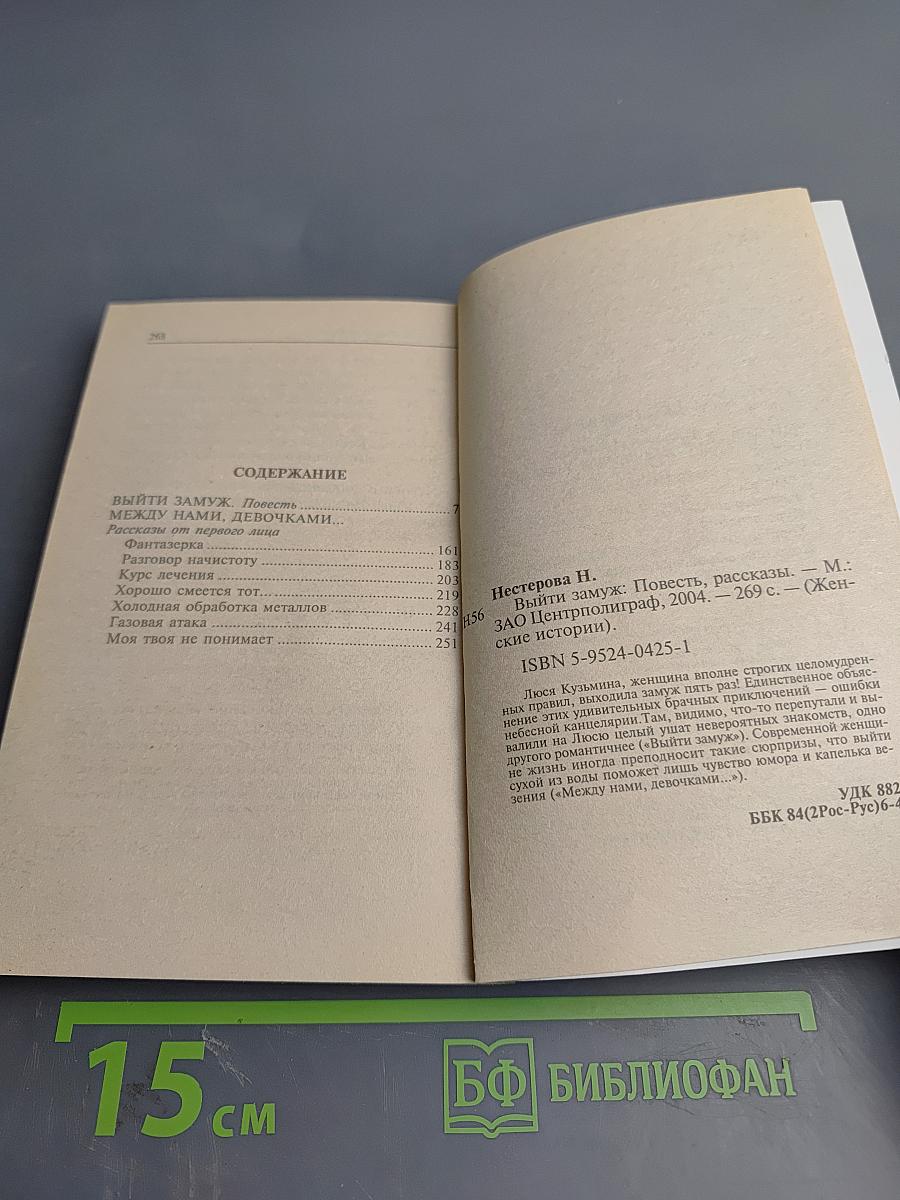 268
СОДЕРЖАНИЕ
ВЫЙТИ ЗАМУЖ. Повесть 7
МЕЖДУ НАМИ, ДЕВОЧКАМИ...
Рассказы от первого лица
Фантазерка 161
Разговор начистоту 183
Курс лечения 203
Хорошо смеется тот... 219
Холодная обработка металлов 228
Газовая атака 241
Моя твоя не понимает 251
Нестерова Н.
Н56 Выйти замуж: Повесть, рассказы. — М.:
ЗАО Центрполиграф, 2004. — 269 с. — (Жен-
ские истории).
ISBN 5-9524-0425-1
Люся Кузьмина, женщина вполне строгих целомудрен-
ных правил, выходила замуж пять раз! Единственное объяс-
нение этих удивительных брачных приключений — ошибки
небесной канцелярии.Там, видимо, что-то перепутали и вы-
валили на Люсю целый ушат невероятных знакомств, одно
другого романтичнее («Выйти замуж»). Современной женщи-
не жизнь иногда преподносит такие сюрпризы, что выйти
сухой из воды поможет лишь чувство юмора и капелька ве-
зения («Между нами, девочками...»).
УДК 882
ББК 84(2Рос-Рус)6-4
15 см
БФ БИБЛИОФАН